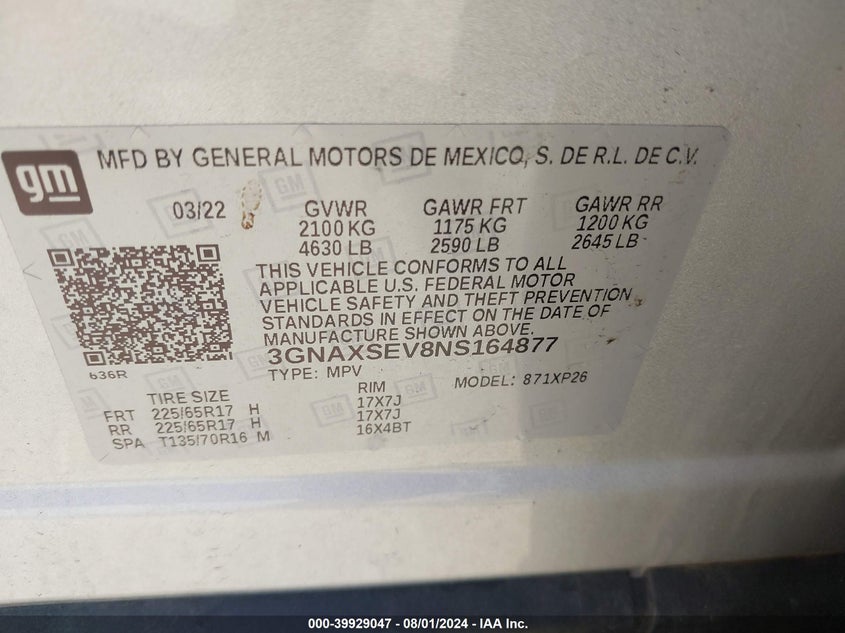 gm
MFD BY GENERAL MOTORS DE MEXICO, S. DE R.L. DE C.V.
03/22 GVWR GAWR FRT GAWR RR
2100 KG 1175 KG 1200 KG
4630 LB 2590 LB 2645 LB
THIS VEHICLE CONFORMS TO ALL
APPLICABLE U.S. FEDERAL MOTOR
VEHICLE SAFETY AND THEFT PREVENTION
STANDARDS IN EFFECT ON THE DATE OF
MANUFACTURE SHOWN ABOVE.
3GNAXSEV8NS164877
636R TYPE: MPV MODEL: 871XP26
TIRE SIZE RIM
FRT 225/65R17 H 17X7J
RR 225/65R17 H 17X7J
SPA T135/70R16 M 16X4BT
000-39929047 - 08/01/2024 - IAA Inc.